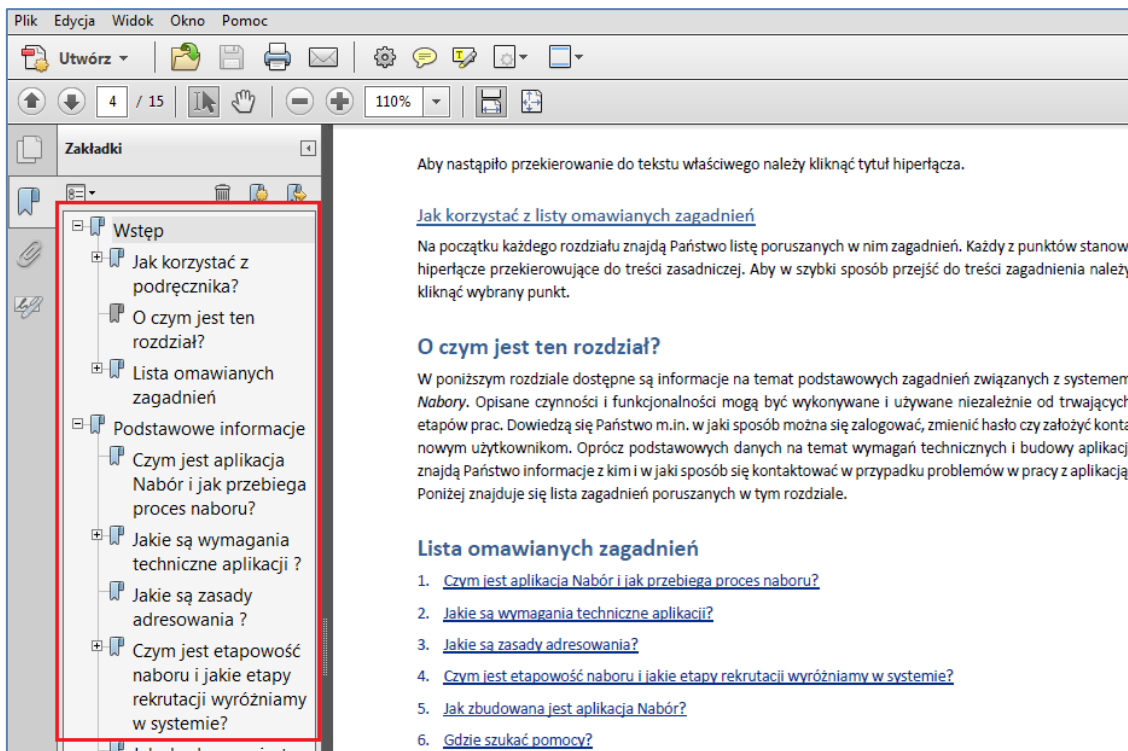 Plik Edycja Widok Okno Pomoc
Utwórz
4 / 15 110%
Zakładki
Wstęp
Jak korzystać z
podręcznika?
O czym jest ten
rozdział?
Lista omawianych
zagadnień
Podstawowe informacje
Czym jest aplikacja
Nabór i jak przebiega
proces naboru?
Jakie są wymagania
techniczne aplikacji ?
Jakie są zasady
adresowania ?
Czym jest etapowość
naboru i jakie etapy
rekrutacji wyróżniamy
w systemie?
Aby nastąpiło przekierowanie do tekstu właściwego należy kliknąć tytuł hiperłącza.
Jak korzystać z listy omawianych zagadnień
Na początku każdego rozdziału znajdą Państwo listę poruszanych w nim zagadnień. Każdy z punktów stanow
hiperłącze przekierowujące do treści zasadniczej. Aby w szybki sposób przejść do treści zagadnienia należy
kliknąć wybrany punkt.
O czym jest ten rozdział?
W poniższym rozdziale dostępne są informacje na temat podstawowych zagadnień związanych z systemem
Nabory. Opisane czynności i funkcjonalności mogą być wykonywane i używane niezależnie od trwających
etapów prac. Dowiedzą się Państwo m.in. w jaki sposób można się zalogować, zmienić hasło czy założyć konta
nowym użytkownikom. Oprócz podstawowych danych na temat wymagań technicznych i budowy aplikacj
znajdą Państwo informacje z kim i w jaki sposób się kontaktować w przypadku problemów w pracy z aplikacją
Poniżej znajduje się lista zagadnień poruszanych w tym rozdziale.
Lista omawianych zagadnień
1. Czym jest aplikacja Nabór i jak przebiega proces naboru?
2. Jakie są wymagania techniczne aplikacji?
3. Jakie są zasady adresowania?
4. Czym jest etapowość naboru i jakie etapy rekrutacji wyróżniamy w systemie?
5. Jak zbudowana jest aplikacja Nabór?
6. Gdzie szukać pomocy?